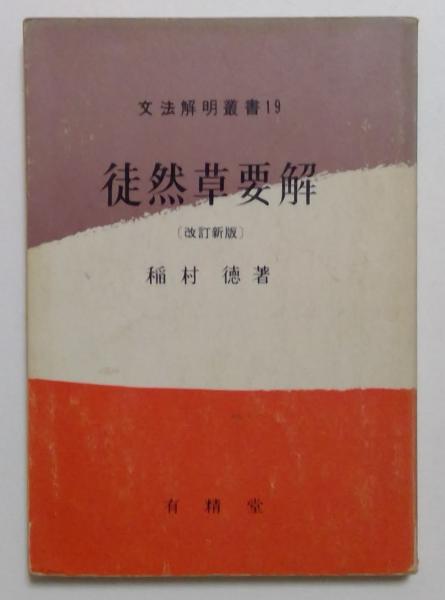 文法解明叢書19
徒然草要解
〔改訂新版〕
稲村 徳著
有精堂